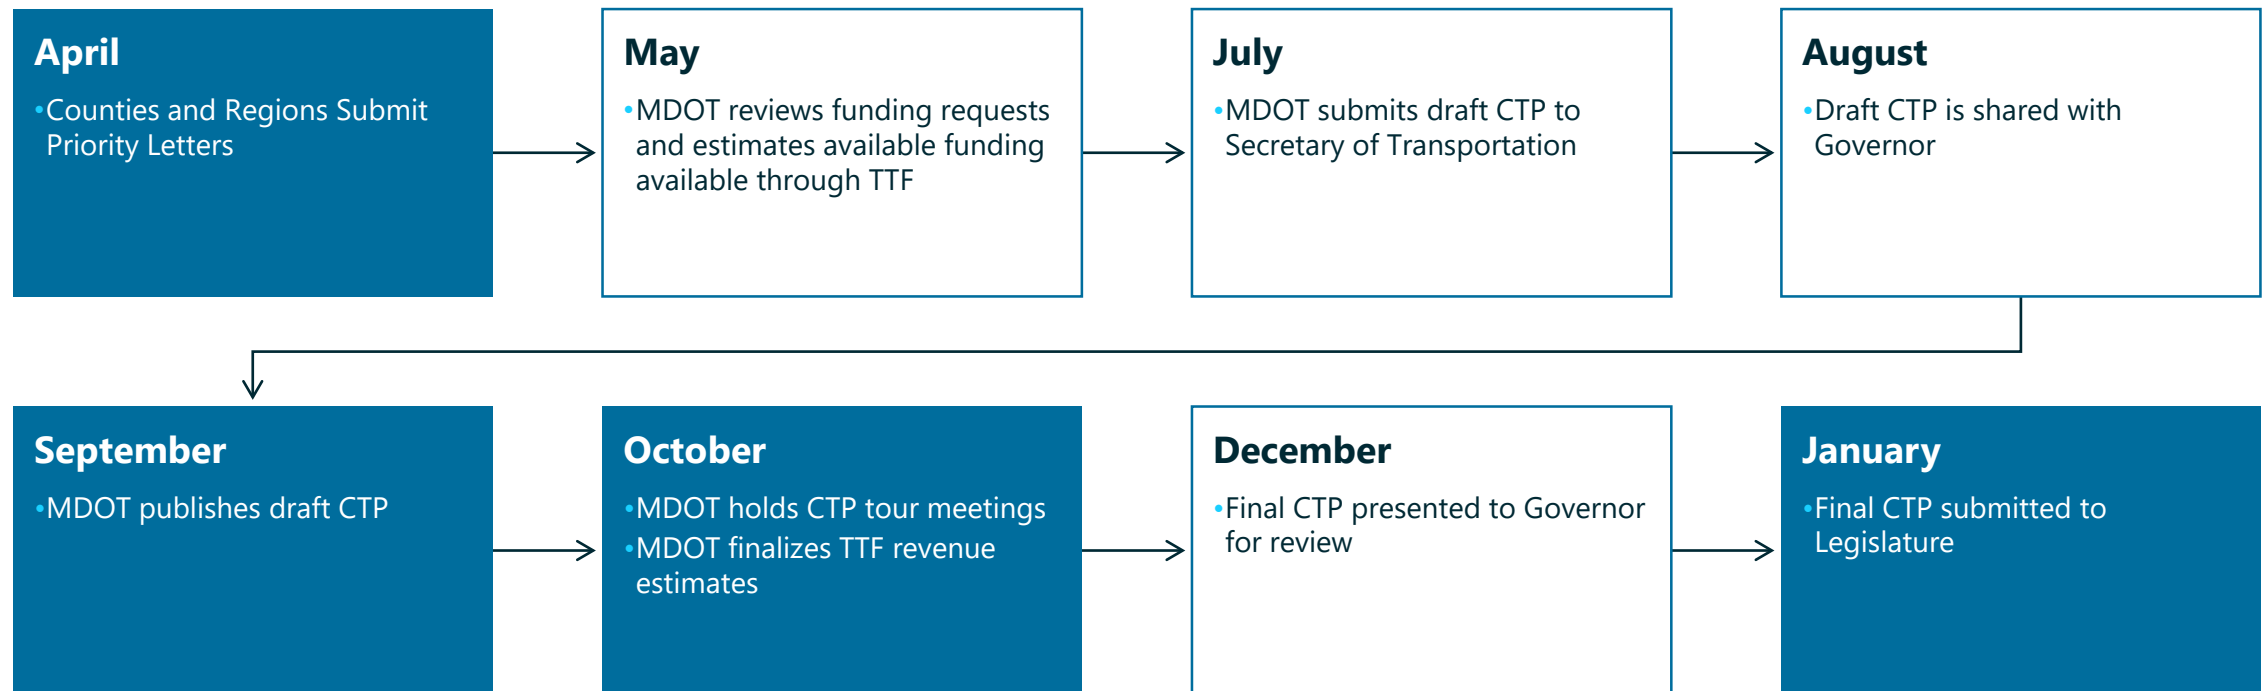 April
•Counties and Regions Submit
Priority Letters
May
•MDOT reviews funding requests
and estimates available funding
available through TTF
July
•MDOT submits draft CTP to
Secretary of Transportation
August
•Draft CTP is shared with
Governor
September
•MDOT publishes draft CTP
October
•MDOT holds CTP tour meetings
•MDOT finalizes TTF revenue
estimates
December
•Final CTP presented to Governor
for review
January
•Final CTP submitted to
Legislature